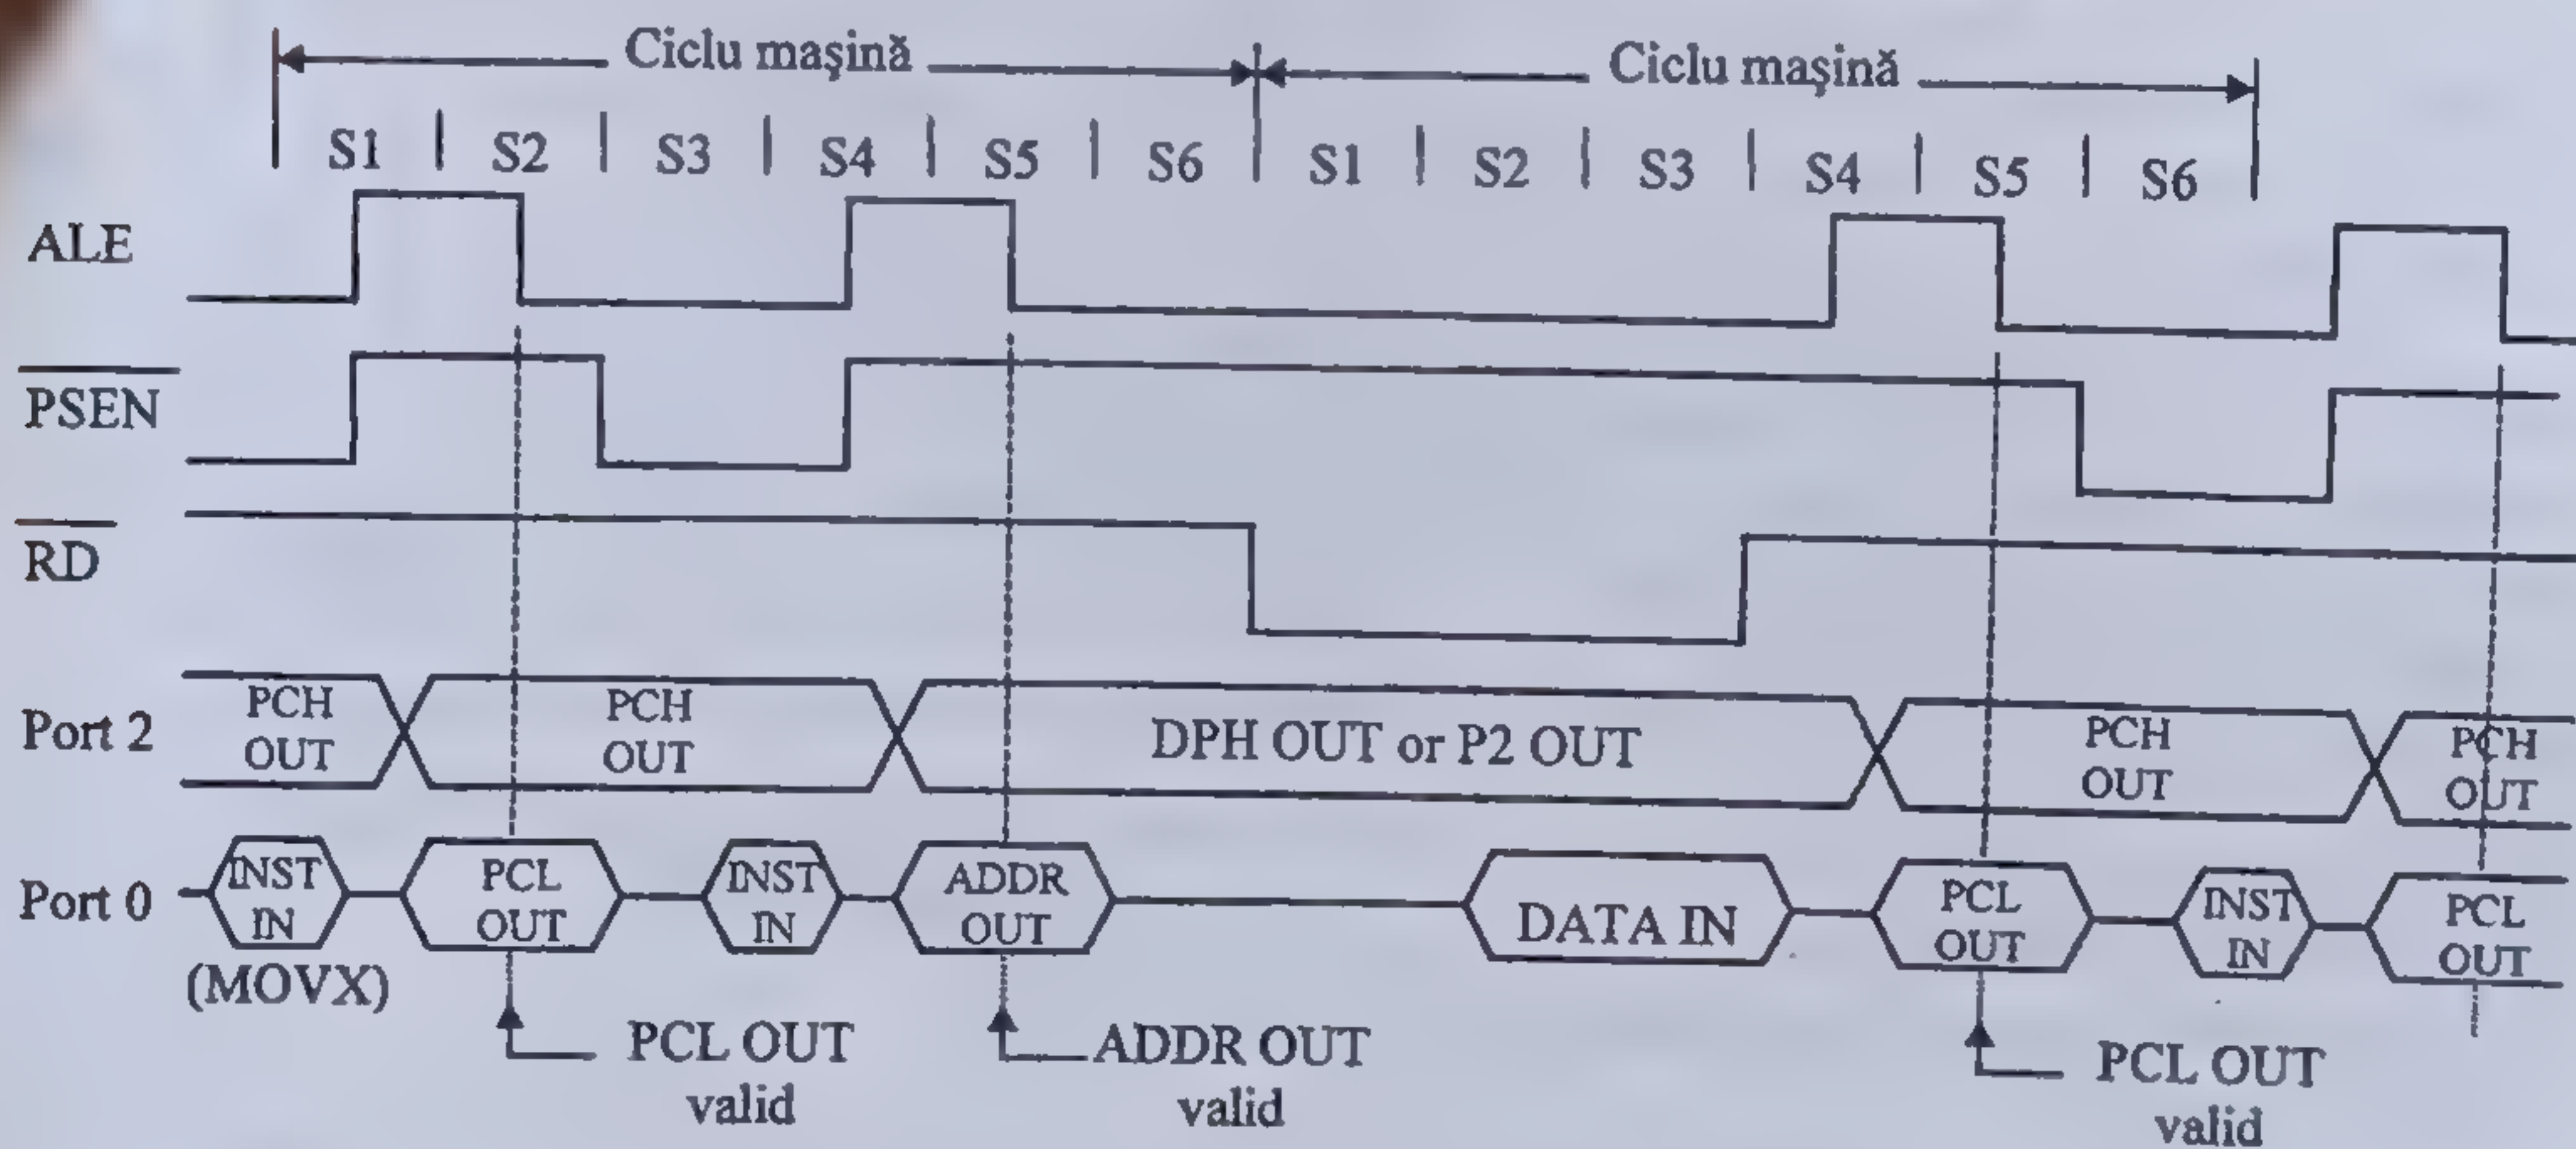 Ciclu maşină Ciclu maşină
S1 S2 S3 S4 S5 S6 S1 S2 S3 S4 S5 S6
ALE
PSEN
RD
Port 2 PCH OUT PCH OUT DPH OUT or P2 OUT PCH OUT PCH OUT
Port 0 INST IN PCL OUT INST IN ADDR OUT DATA IN PCL OUT INST IN PCL OUT
(MOVX)
PCL OUT valid ADDR OUT valid PCL OUT valid